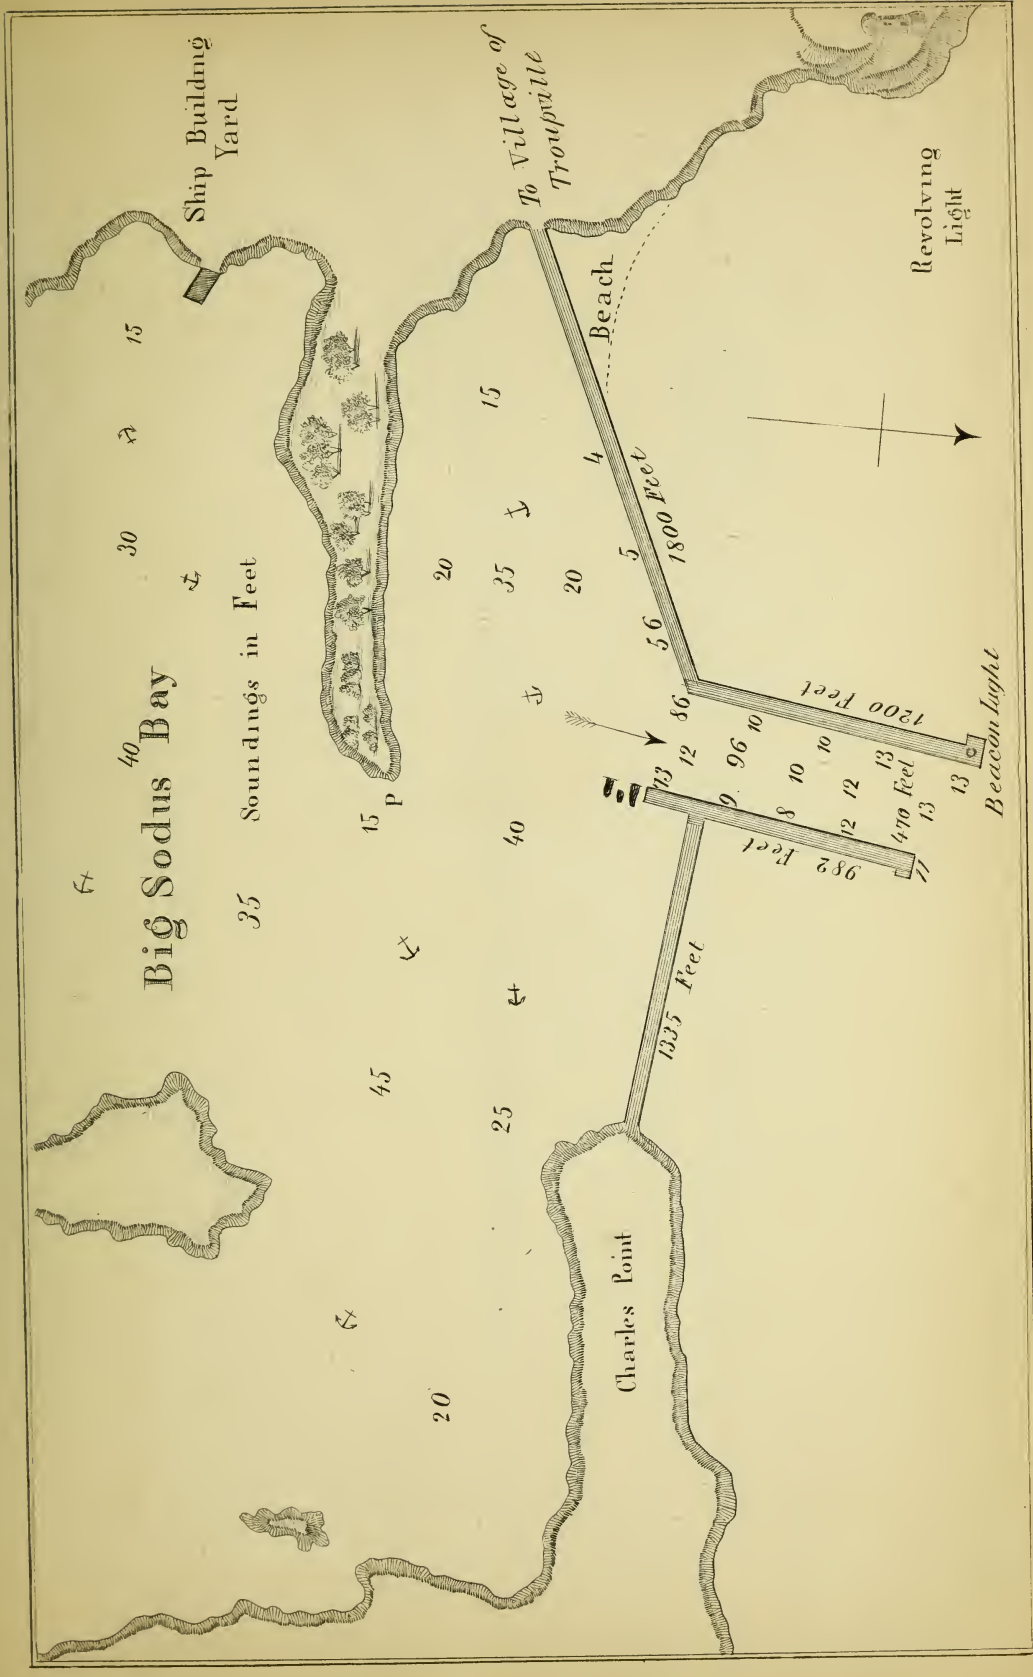 Ship Building
Yard
To Village of
Troupville
Revolving
Light
Beach
15
30
40
Big Sodus Bay
Soundings in Feet
35
15
P
45
20
15
20
35
20
40
25
4
5
56
86
1800 Feet
1200 Feet
Beacon Light
13
12
96
10
10
13
9
10
12
470 Feet
13
13
8
12
11
982 Feet
1335 Feet
Charles Point